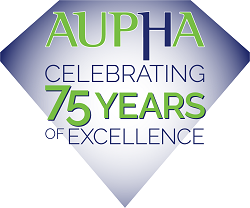 AUPHA
CELEBRATING
75 YEARS
OF EXCELLENCE